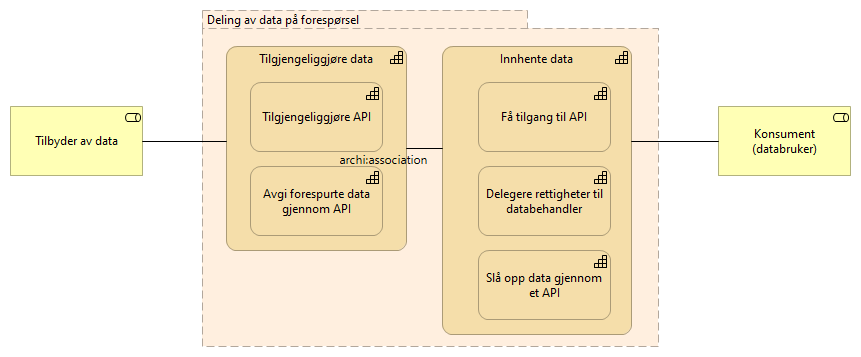 Deling av data på forespørsel
Tilgjengeliggjøre data
Innhente data
Tilgjengeliggjøre API
Få tilgang til API
Tilbyder av data
Konsument
(databruker)
archi:association
Avgi forespurte data
gjennom API
Delegere rettigheter til
databehandler
Slå opp data gjennom
et API